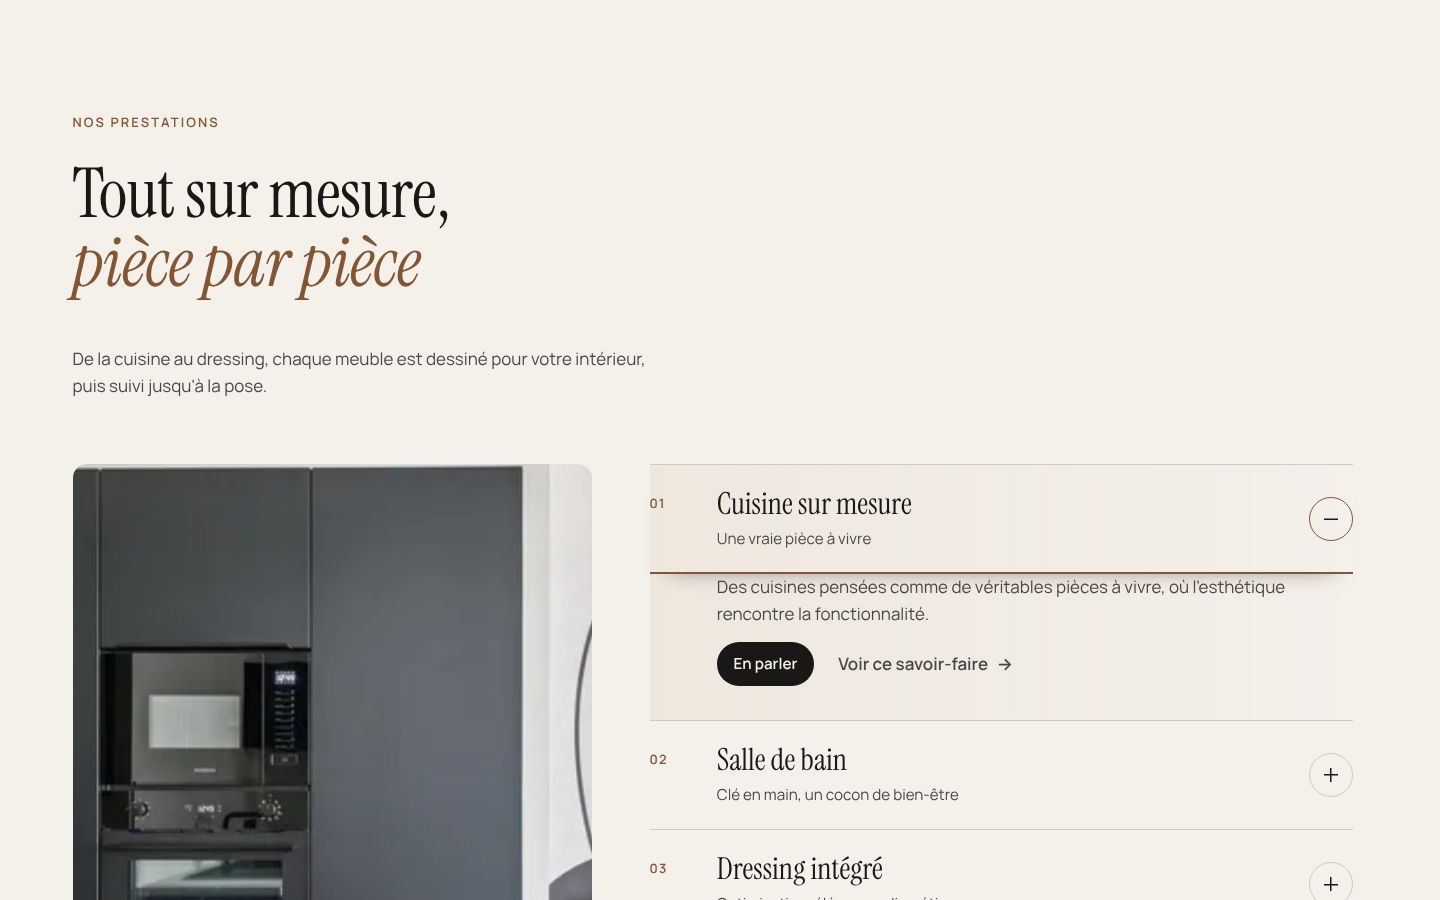 NOS PRESTATIONS
Tout sur mesure,
pièce par pièce
De la cuisine au dressing, chaque meuble est dessiné pour votre intérieur,
puis suivi jusqu'à la pose.
01
Cuisine sur mesure
Une vraie pièce à vivre
Des cuisines pensées comme de véritables pièces à vivre, où l'esthétique
rencontre la fonctionnalité.
En parler
Voir ce savoir-faire →
02
Salle de bain
Clé en main, un cocon de bien-être
03
Dressing intégré